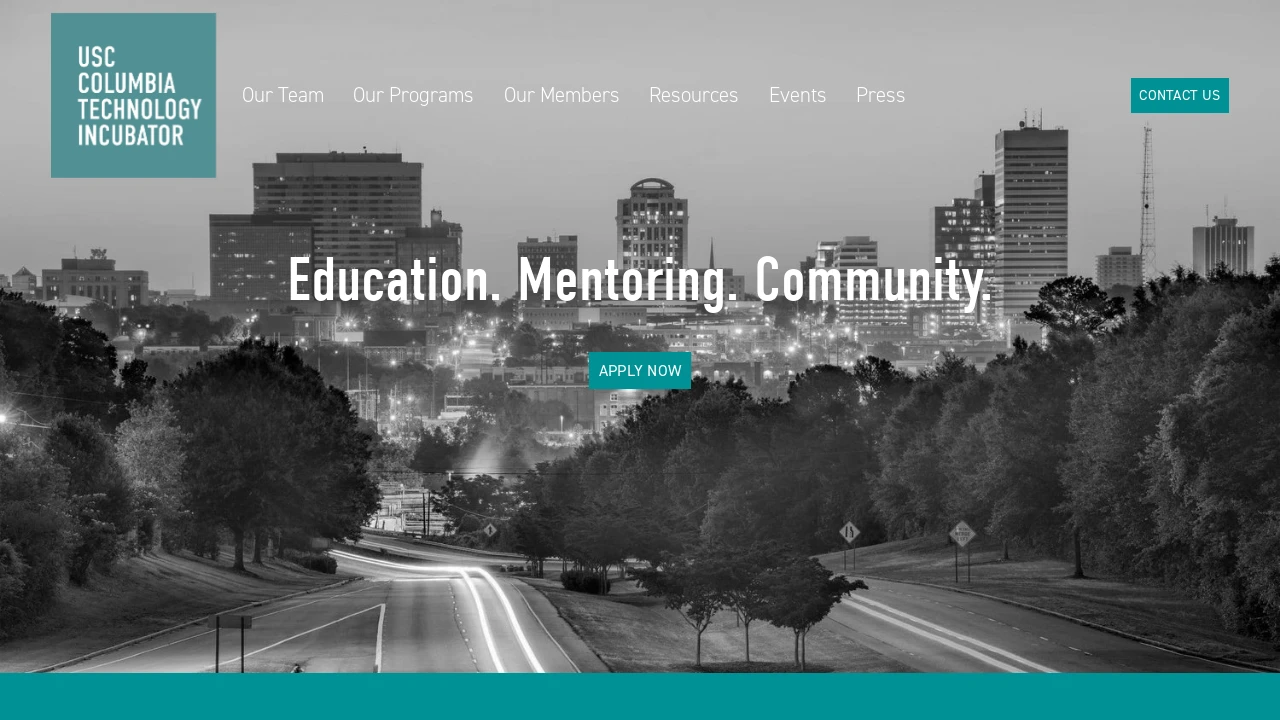 USC
COLUMBIA
TECHNOLOGY
INCUBATOR
Our Team
Our Programs
Our Members
Resources
Events
Press
CONTACT US
Education. Mentoring. Community.
APPLY NOW